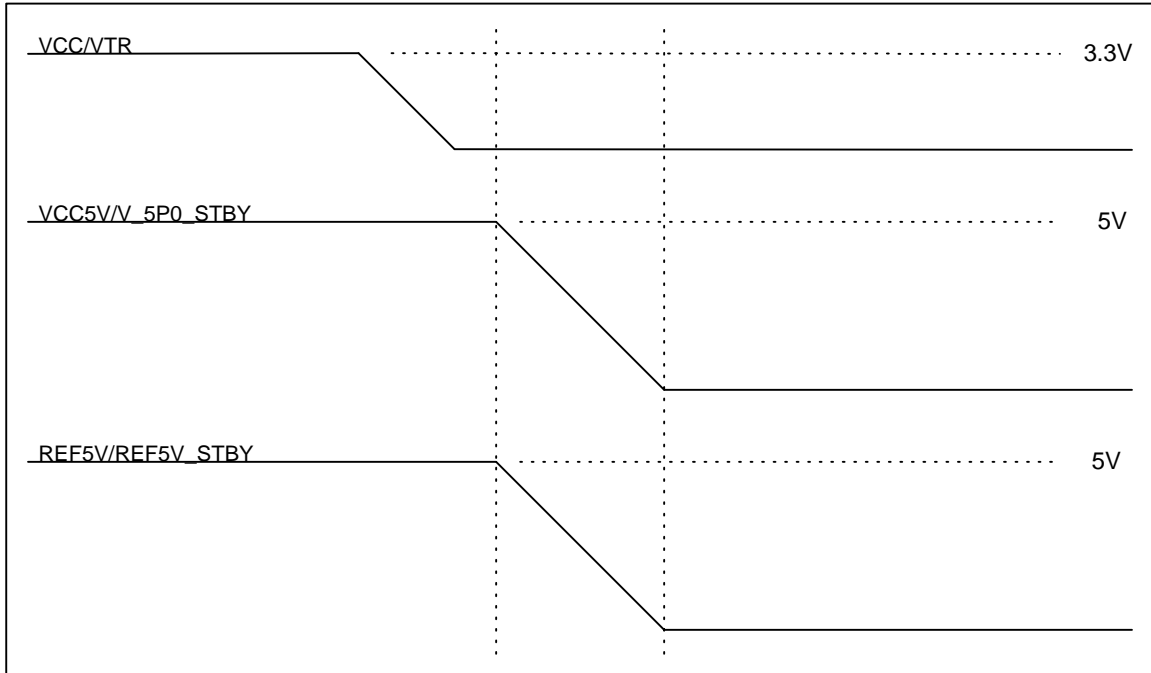 VCC/VTR
3.3V
VCC5V/V_5P0_STBY
5V
REF5V/REF5V_STBY
5V